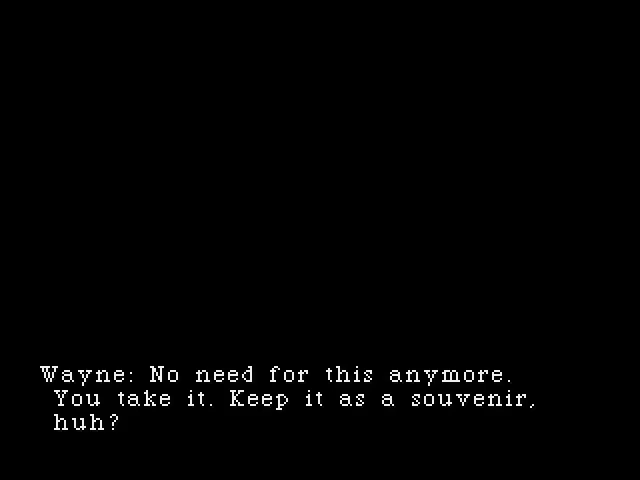 Wayne: No need for this anymore.
You take it. Keep it as a souvenir,
huh?